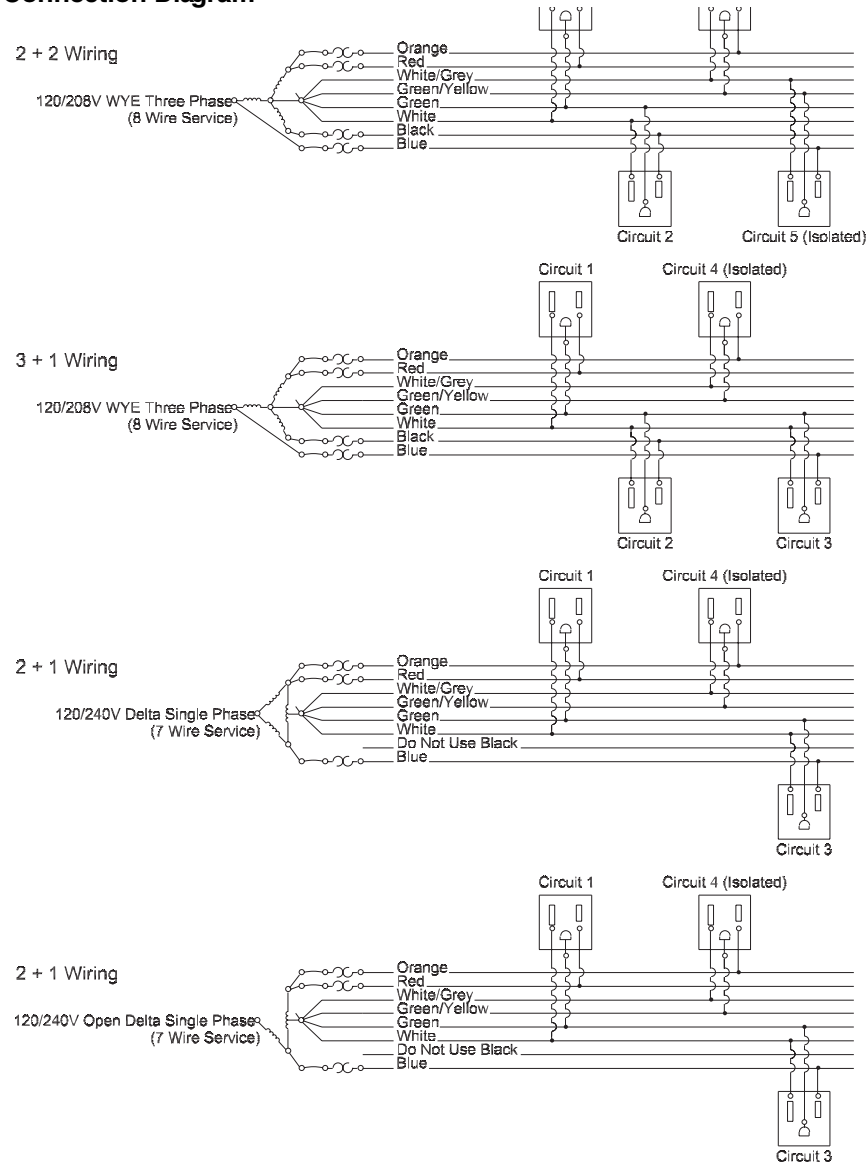 Connection Diagram
2 + 2 Wiring
120/208V WYE Three Phase
(8 Wire Service)
Orange
Red
White/Grey
Green/Yellow
Green
White
Black
Blue
Circuit 2
Circuit 5 (Isolated)
Circuit 1
Circuit 4 (Isolated)
3 + 1 Wiring
120/208V WYE Three Phase
(8 Wire Service)
Orange
Red
White/Grey
Green/Yellow
Green
White
Black
Blue
Circuit 2
Circuit 3
Circuit 1
Circuit 4 (Isolated)
2 + 1 Wiring
120/240V Delta Single Phase
(7 Wire Service)
Orange
Red
White/Grey
Green/Yellow
Green
White
Do Not Use Black
Blue
Circuit 3
Circuit 1
Circuit 4 (Isolated)
2 + 1 Wiring
120/240V Open Delta Single Phase
(7 Wire Service)
Orange
Red
White/Grey
Green/Yellow
Green
White
Do Not Use Black
Blue
Circuit 3